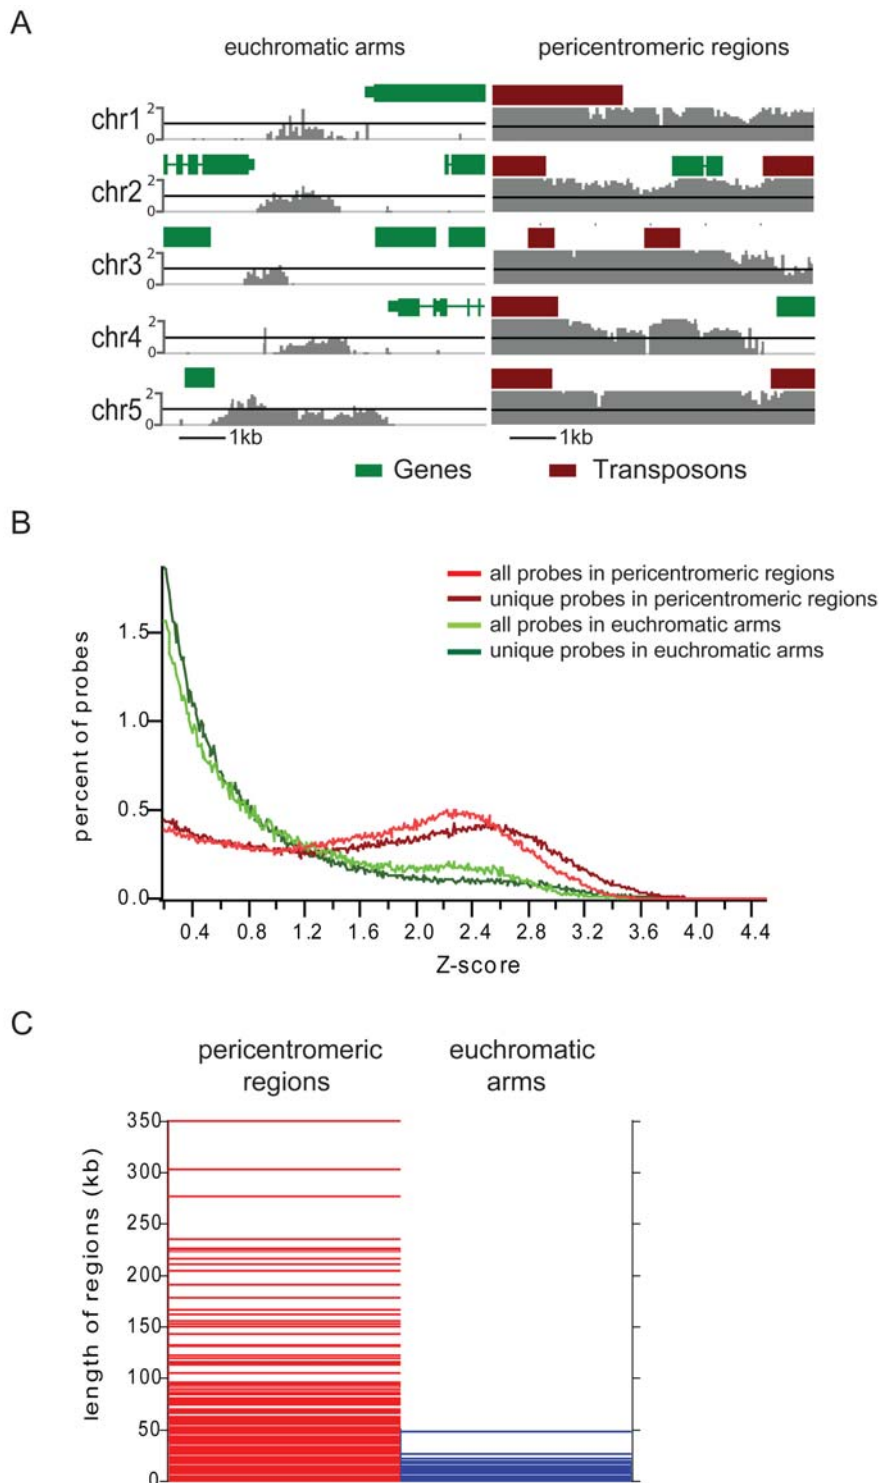 A
euchromatic arms
pericentromeric regions
chr1
2
0
chr2
2
0
chr3
2
0
chr4
2
0
chr5
2
0
1kb
1kb
Genes
Transposons
B
all probes in pericentromeric regions
unique probes in pericentromeric regions
all probes in euchromatic arms
unique probes in euchromatic arms
percent of probes
1.5
1.0
0.5
0.0
0.4 0.8 1.2 1.6 2.0 2.4 2.8 3.2 3.6 4.0 4.4
Z-score
C
pericentromeric
regions
euchromatic
arms
length of regions (kb)
350
300
250
200
150
100
50
0